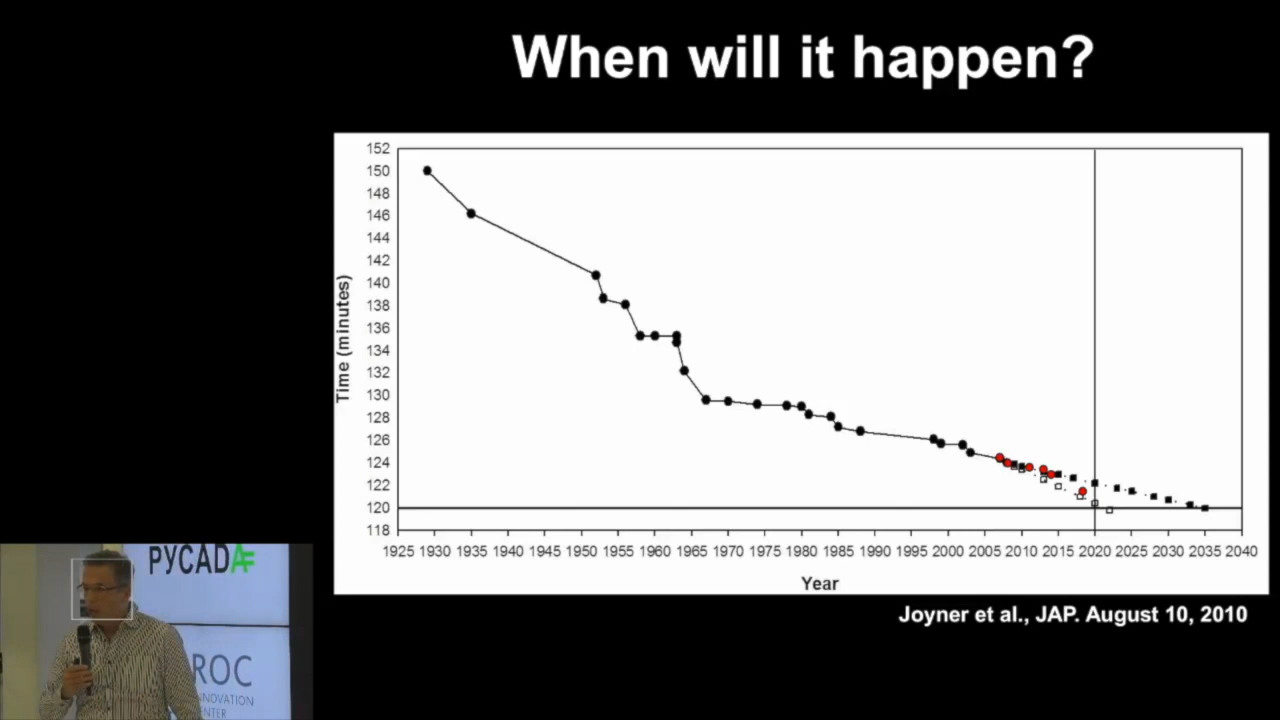 When will it happen?
152
150
148
146
144
142
140
138
136
134
132
130
128
126
124
122
120
118
Time (minutes)
1925 1930 1935 1940 1945 1950 1955 1960 1965 1970 1975 1980 1985 1990 1995 2000 2005 2010 2015 2020 2025 2030 2035 2040
Year
Joyner et al., JAP. August 10, 2010
РУСАДА
ROC
NNOVATION
ENTER